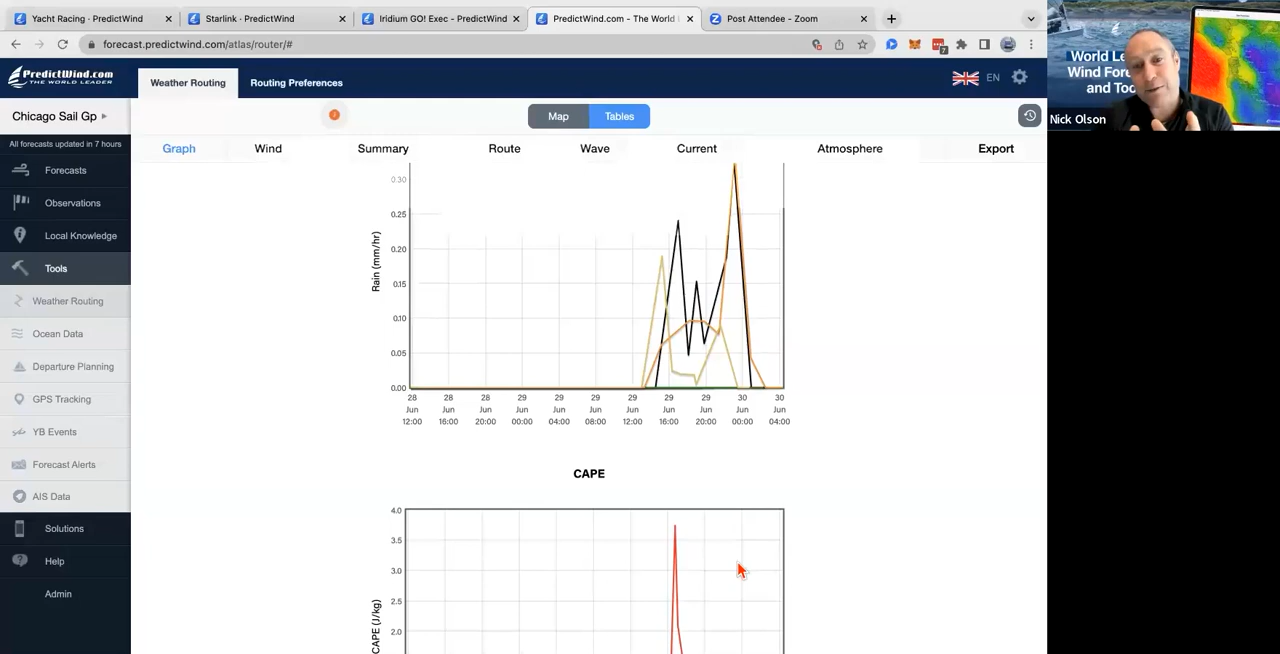 Yacht Racing · PredictWind
Starlink · PredictWind
Iridium GO! Exec - PredictWind
PredictWind.com - The World
Post Attendee - Zoom
forecast.predictwind.com/atlas/router/#
7
PredictWind.com
THE WORLD LEADER
Weather Routing
Routing Preferences
EN
World Le
Wind Fore
and Too
Nick Olson
Chicago Sail Gp
Map
Tables
All forecasts updated in 7 hours
Graph
Wind
Summary
Route
Wave
Current
Atmosphere
Export
Forecasts
Observations
Local Knowledge
Tools
Weather Routing
Ocean Data
Departure Planning
GPS Tracking
YB Events
Forecast Alerts
AIS Data
Solutions
Help
Admin
Rain (mm/hr)
0.30
0.25
0.20
0.15
0.10
0.05
0.00
28 28 28 29 29 29 29 29 29 30 30
Jun Jun Jun Jun Jun Jun Jun Jun Jun Jun Jun
12:00 16:00 20:00 00:00 04:00 08:00 12:00 16:00 20:00 00:00 04:00
CAPE
CAPE (J/kg)
4.0
3.5
3.0
2.5
2.0